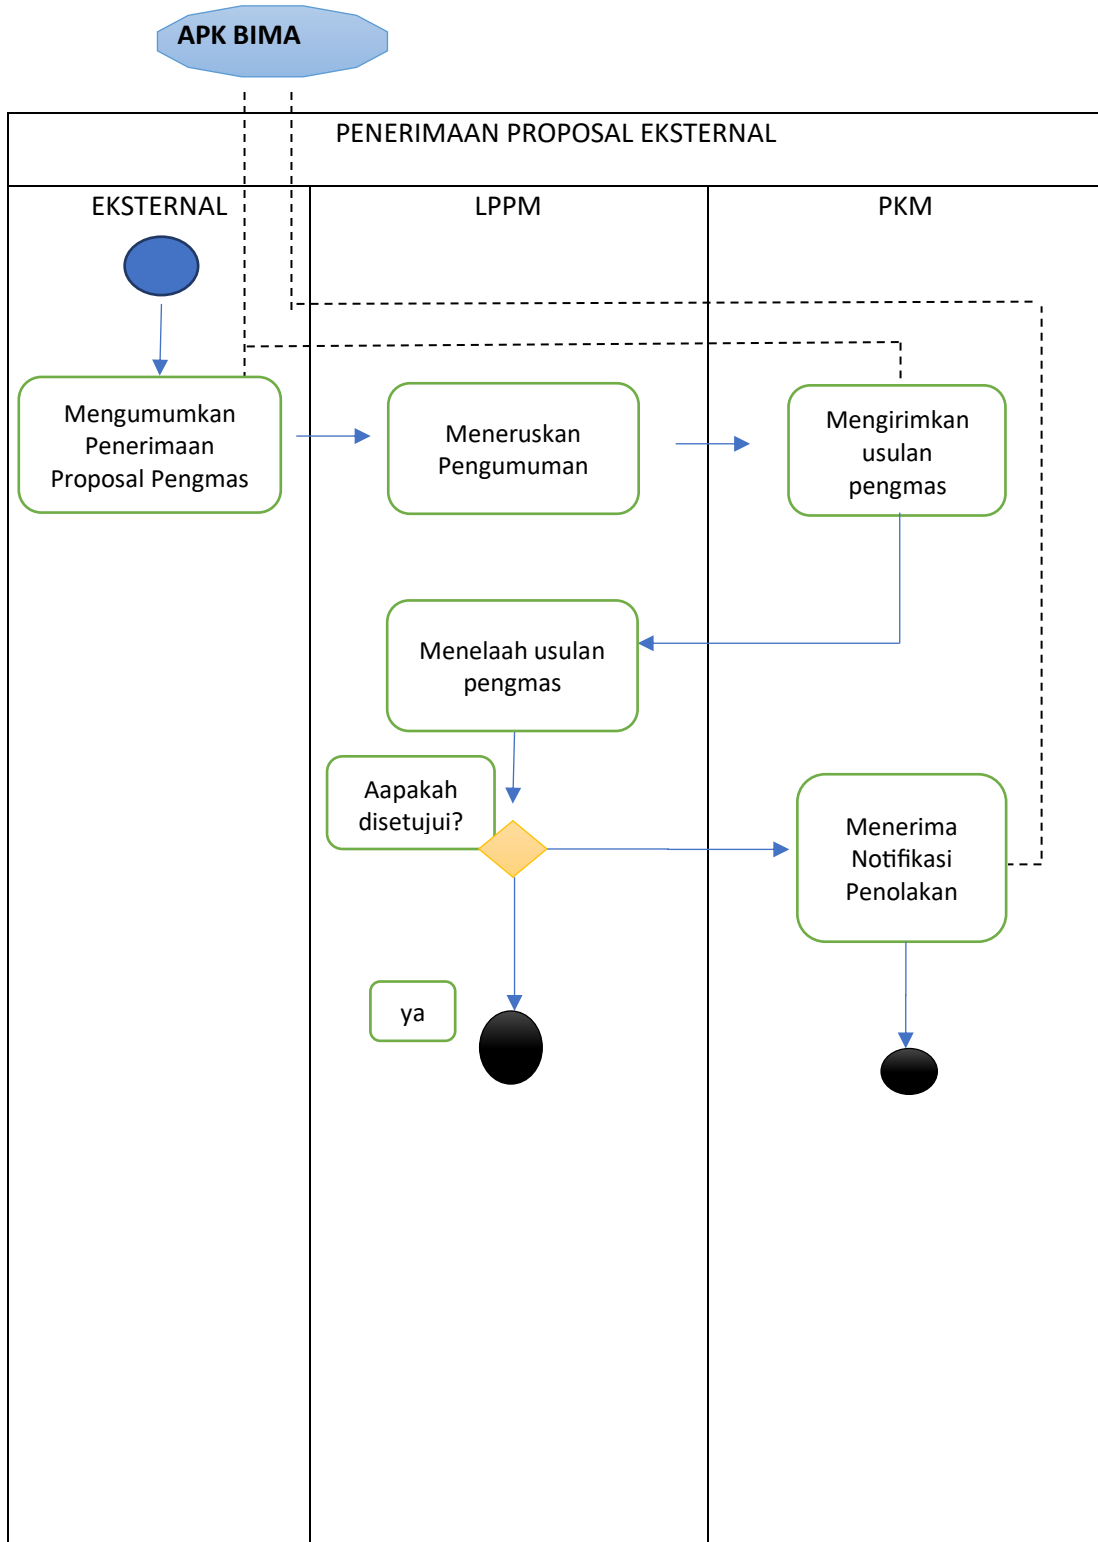 APK BIMA
PENERIMAAN PROPOSAL EKSTERNAL
EKSTERNAL
LPPM
PKM
Mengumumkan
Penerimaan
Proposal Pengmas
Meneruskan
Pengumuman
Mengirimkan
usulan
pengmas
Menelaah usulan
pengmas
Aapakah
disetujui?
Menerima
Notifikasi
Penolakan
ya